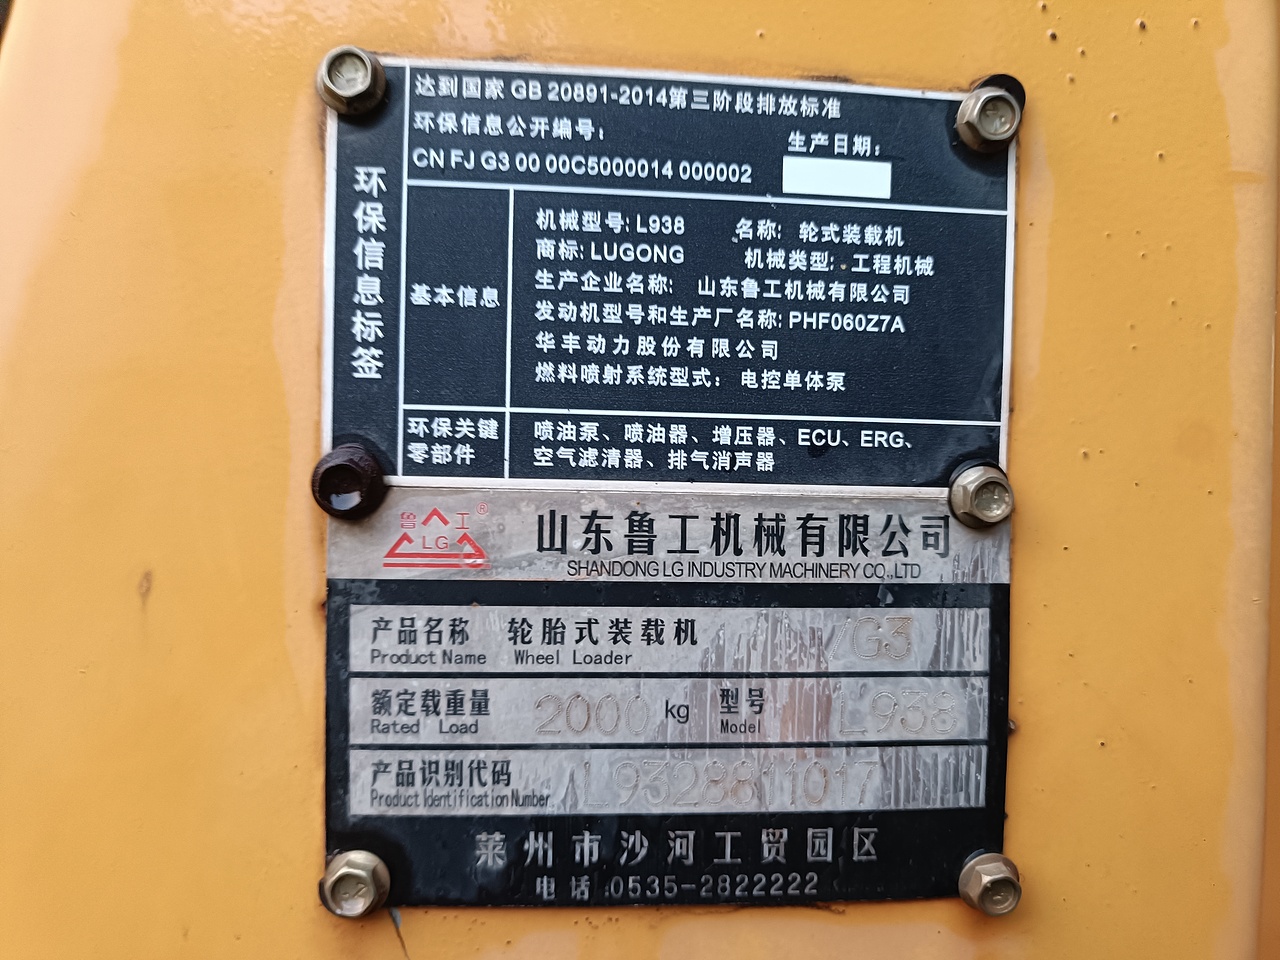 环保信息标签
达到国家 GB 20891-2014第三阶段排放标准
环保信息公开编号:
生产日期:
CN FJ G3 00 00C5000014 000002
基本信息
机械型号: L938 名称: 轮式装载机
商标: LUGONG 机械类型: 工程机械
生产企业名称: 山东鲁工机械有限公司
发动机型号和生产厂名称: PHF060Z7A
华丰动力股份有限公司
燃料喷射系统型式: 电控单体泵
环保关键零部件
喷油泵、喷油器、增压器、ECU、ERG、
空气滤清器、排气消声器
鲁工®
LG
山东鲁工机械有限公司
SHANDONG LG INDUSTRY MACHINERY CO.,LTD
产品名称 轮胎式装载机 /G3
Product Name Wheel Loader
额定载重量 2000 kg 型号 L938
Rated Load Model
产品识别代码 L9328811017
Product Identification Number
莱州市沙河工贸园区
电话:0535-2822222